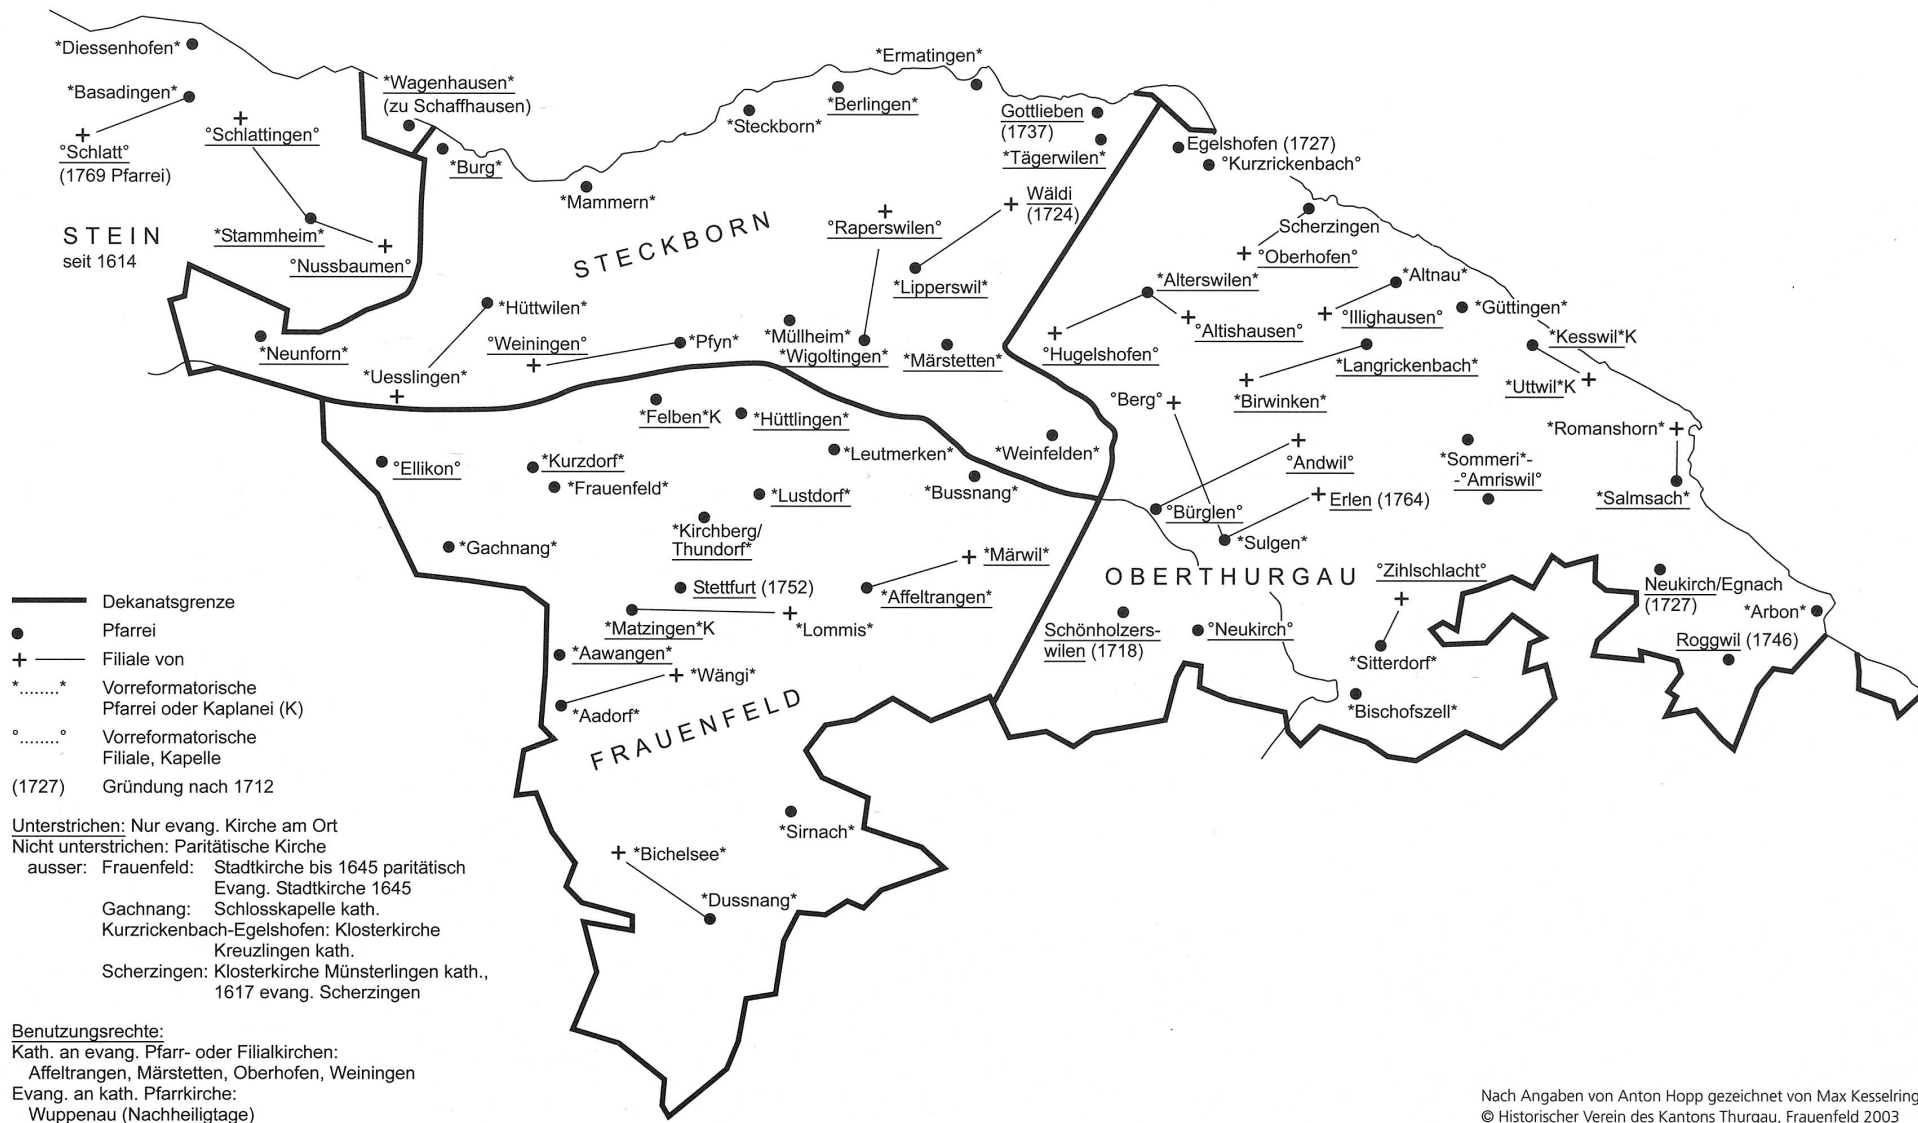 *Diessenhofen*
*Basadingen*
°Schlatt°
(1769 Pfarrei)
°Schlattingen°
*Wagenhausen*
(zu Schaffhausen)
*Burg*
STEIN
seit 1614
*Stammheim*
°Nussbaumen°
*Neunforn*
*Ermatingen*
*Berlingen*
*Steckborn*
*Mammern*
Gottlieben
(1737)
*Tägerwilen*
STECKBORN
Wäldi
(1724)
°Raperswilen°
*Lipperswil*
*Hüttwilen*
*Uesslingen*
°Weiningen°
*Pfyn*
*Müllheim*
*Wigoltingen*
*Märstetten*
Egelshofen (1727)
°Kurzrickenbach°
Scherzingen
°Oberhofen°
*Alterswilen*
°Altishausen°
°Hugelshofen°
*Altnau*
°Illighausen°
*Güttingen*
*Kesswil*K
*Langrickenbach*
*Uttwil*K
*Birwinken*
°Berg°
*Romanshorn*
*Salmsach*
*Sommeri*-
-°Amriswil°
°Andwil°
Erlen (1764)
°Bürglen°
*Sulgen*
*Felben*K
*Hüttlingen*
*Leutmerken*
*Weinfelden*
*Bussnang*
°Ellikon°
*Kurzdorf*
*Frauenfeld*
*Lustdorf*
*Kirchberg/
Thundorf*
*Gachnang*
*Märwil*
Stettfurt (1752)
*Affeltrangen*
*Matzingen*K
*Lommis*
*Aawangen*
*Wängi*
*Aadorf*
FRAUENFELD
OBERTHURGAU
°Zihlschlacht°
Schönholzers-
wilen (1718)
°Neukirch°
*Sitterdorf*
*Bischofszell*
Neukirch/Egnach
(1727)
*Arbon*
Roggwil (1746)
*Sirnach*
*Bichelsee*
*Dussnang*
Dekanatsgrenze
Pfarrei
Filiale von
*........* Vorreformatorische
Pfarrei oder Kaplanei (K)
°........° Vorreformatorische
Filiale, Kapelle
(1727) Gründung nach 1712
Unterstrichen: Nur evang. Kirche am Ort
Nicht unterstrichen: Paritätische Kirche
ausser: Frauenfeld: Stadtkirche bis 1645 paritätisch
Evang. Stadtkirche 1645
Gachnang: Schlosskapelle kath.
Kurzrickenbach-Egelshofen: Klosterkirche
Kreuzlingen kath.
Scherzingen: Klosterkirche Münsterlingen kath.,
1617 evang. Scherzingen
Benutzungsrechte:
Kath. an evang. Pfarr- oder Filialkirchen:
Affeltrangen, Märstetten, Oberhofen, Weiningen
Evang. an kath. Pfarrkirche:
Wuppenau (Nachheiligtage)
Nach Angaben von Anton Hopp gezeichnet von Max Kesselring
© Historischer Verein des Kantons Thurgau, Frauenfeld 2003